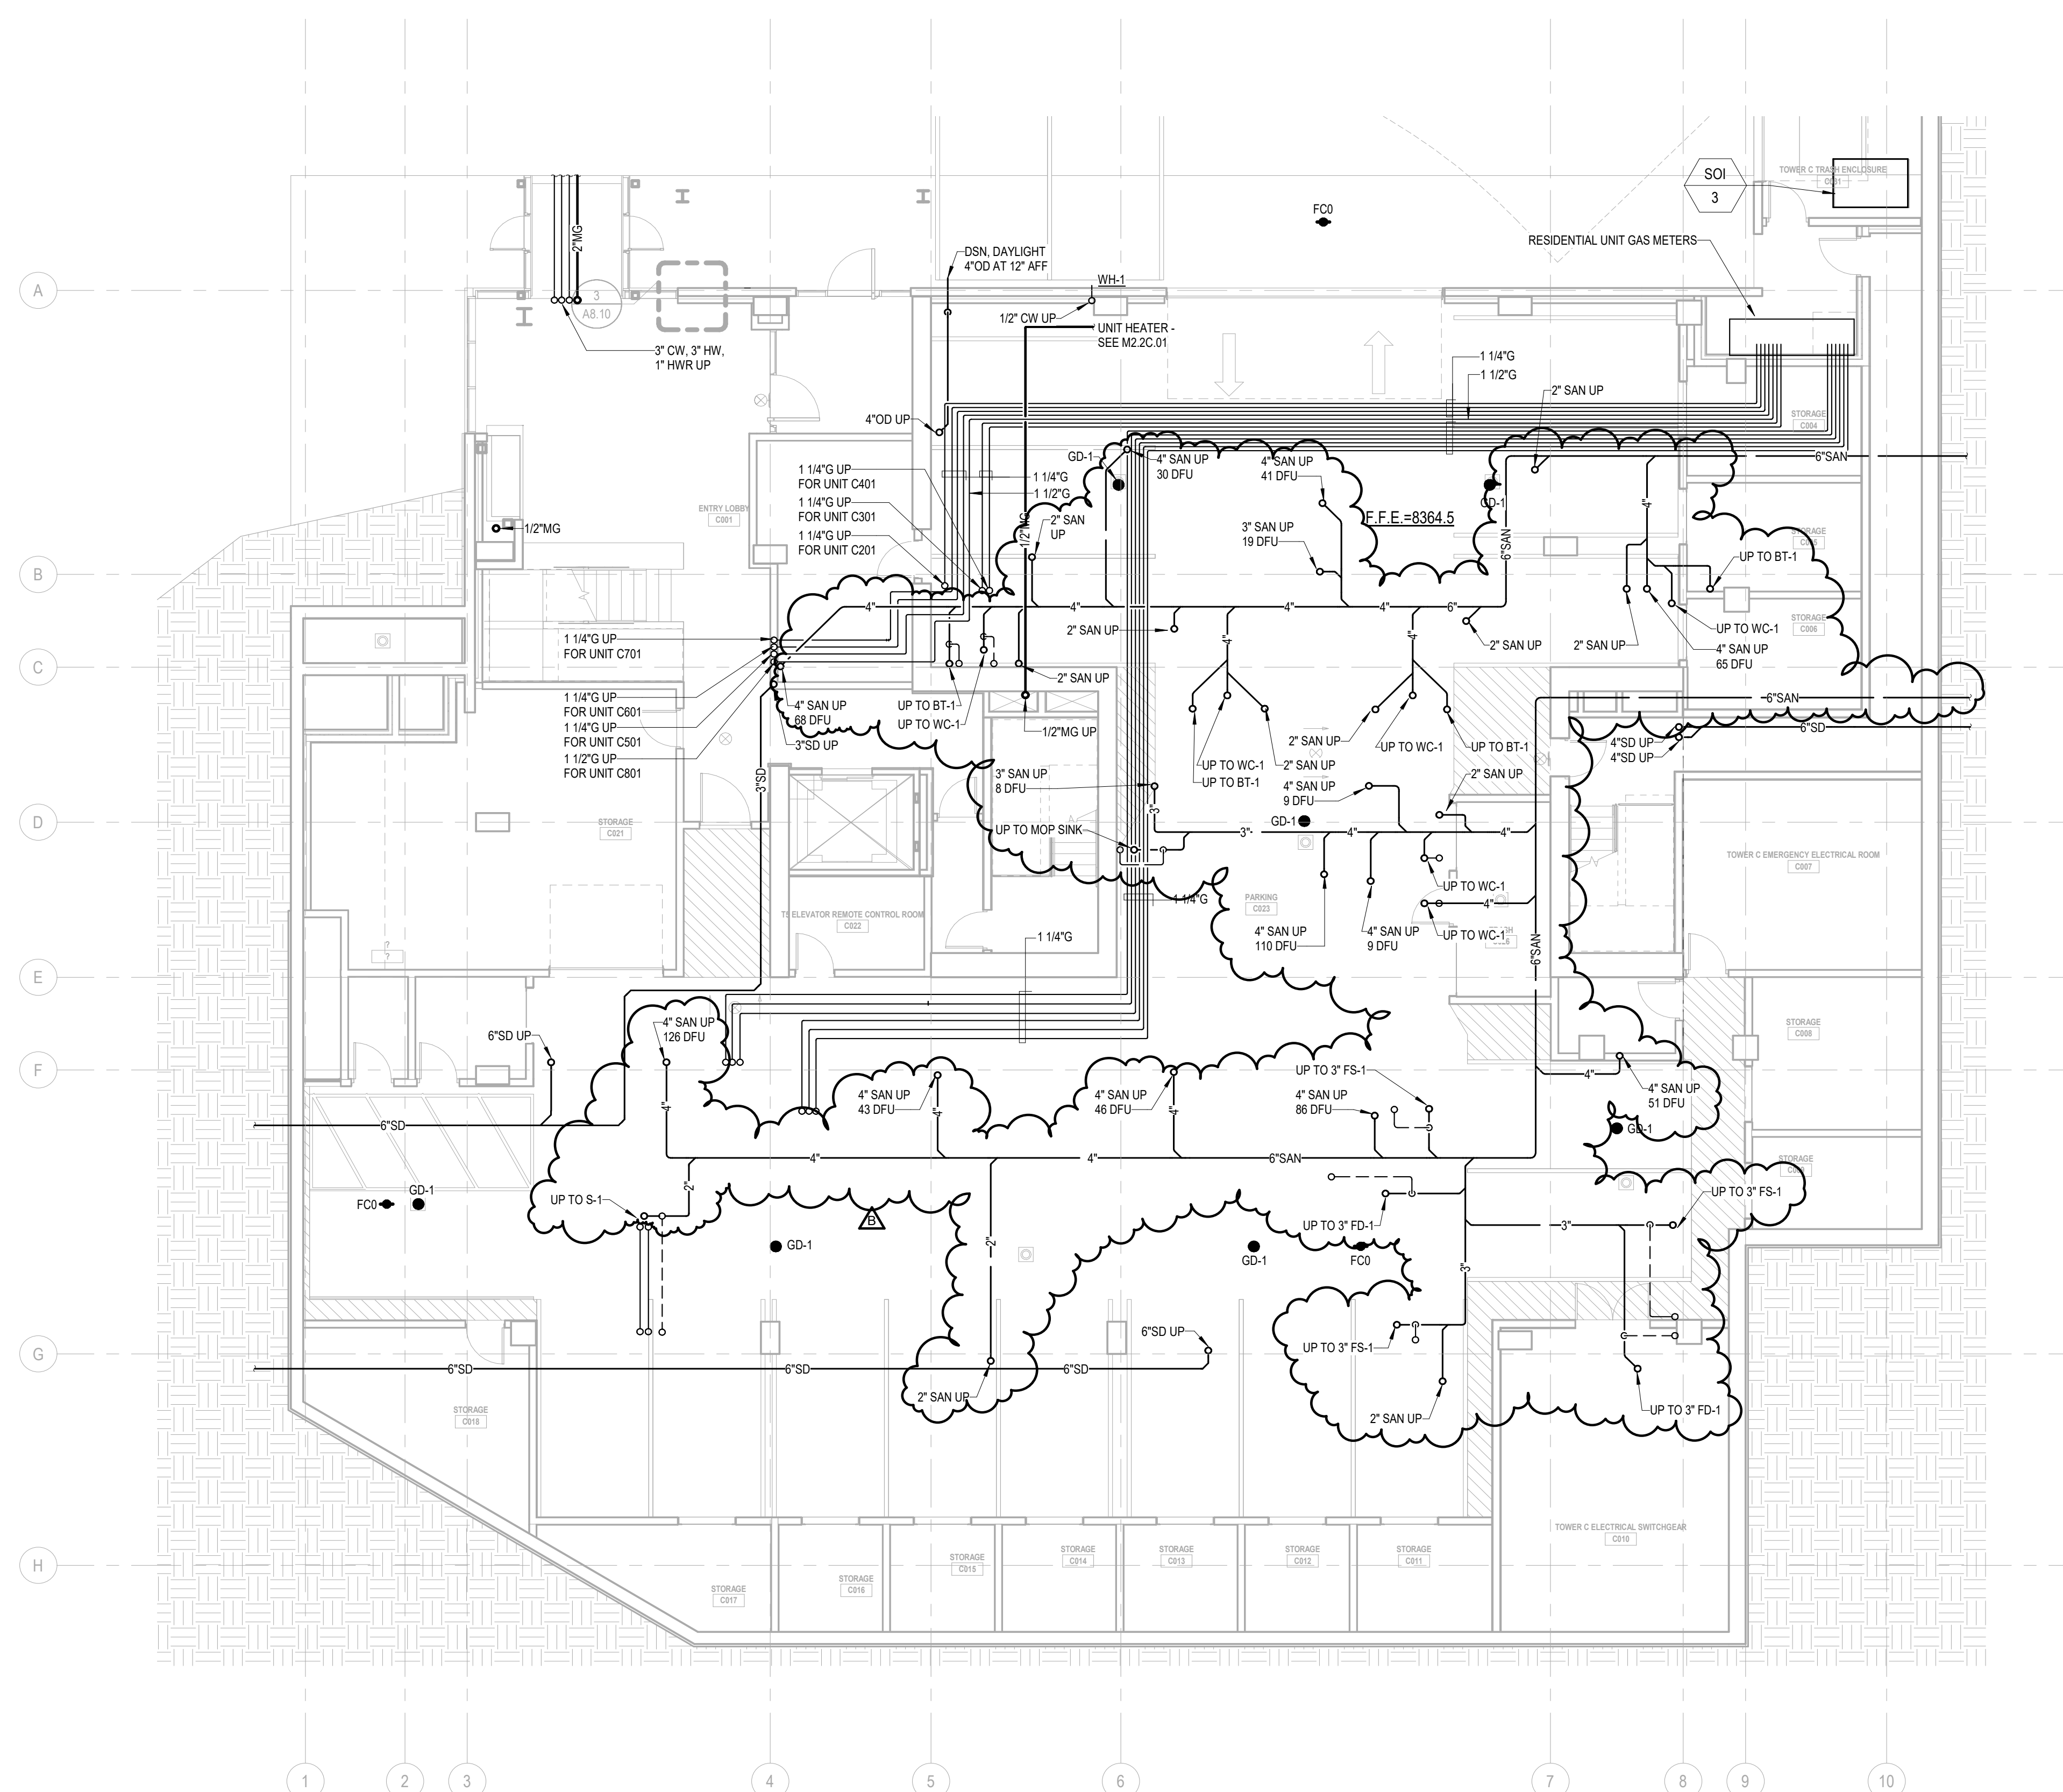 SOI
3
TOWER C TRASH ENCLOSURE
FC0
RESIDENTIAL UNIT GAS METERS
2"MG
DSN, DAYLIGHT
4"OD AT 12" AFF
WH-1
A
3
A8.10
1/2" CW UP
UNIT HEATER -
SEE M2.2C.01
3" CW, 3" HW,
1" HWR UP
1 1/4"G
1 1/2"G
2" SAN UP
4"OD UP
STORAGE
C004
GD-1
4" SAN UP
30 DFU
4" SAN UP
41 DFU
6"SAN
1 1/4"G UP
FOR UNIT C401
1 1/4"G
1 1/2"G
GD-1
4"
1 1/4"G UP
FOR UNIT C301
ENTRY LOBBY
C001
1/2"MG
2" SAN
UP
F.F.E.=8364.5
3" SAN UP
19 DFU
1/2"MG
1 1/4"G UP
FOR UNIT C201
6"SAN
STORAGE
UP TO BT-1
B
4"
4"
4"
4"
6"
STORAGE
C006
UP TO WC-1
1 1/4"G UP
FOR UNIT C701
2" SAN UP
4"
4"
2" SAN UP
2" SAN UP
4" SAN UP
65 DFU
C
2" SAN UP
1 1/4"G UP
FOR UNIT C601
1 1/4"G UP
FOR UNIT C501
1 1/2"G UP
FOR UNIT C801
4" SAN UP
68 DFU
3"SD UP
UP TO BT-1
UP TO WC-1
1/2"MG UP
6"SAN
6"SD
4"SD UP
4"SD UP
2" SAN UP
UP TO WC-1
UP TO BT-1
UP TO WC-1
UP TO BT-1
2" SAN UP
2" SAN UP
3" SAN UP
8 DFU
4" SAN UP
9 DFU
3"SD
3"
D
STORAGE
C021
GD-1
UP TO MOP SINK
3"
4"
4"
TOWER C EMERGENCY ELECTRICAL ROOM
C007
UP TO WC-1
1 1/4"G
PARKING
C023
4"
TS ELEVATOR REMOTE CONTROL ROOM
C022
4" SAN UP
110 DFU
4" SAN UP
9 DFU
UP TO WC-1
1 1/4"G
6"SAN
?
?
E
6"SD UP
4" SAN UP
126 DFU
STORAGE
C008
F
UP TO 3" FS-1
4"
4" SAN UP
51 DFU
4" SAN UP
43 DFU
4" SAN UP
46 DFU
4" SAN UP
86 DFU
4"
4"
4"
6"SD
GD-1
4"
4"
6"SAN
STORAGE
2"
FC0
GD-1
UP TO S-1
B
UP TO 3" FD-1
3"
UP TO 3" FS-1
GD-1
2"
GD-1
FC0
3"
6"SD UP
UP TO 3" FS-1
G
6"SD
6"SD
6"SD
2" SAN UP
2" SAN UP
UP TO 3" FD-1
STORAGE
C018
TOWER C ELECTRICAL SWITCHGEAR
C010
H
STORAGE
C017
STORAGE
C016
STORAGE
C015
STORAGE
C014
STORAGE
C013
STORAGE
C012
STORAGE
C011
1
2
3
4
5
6
7
8
9
10